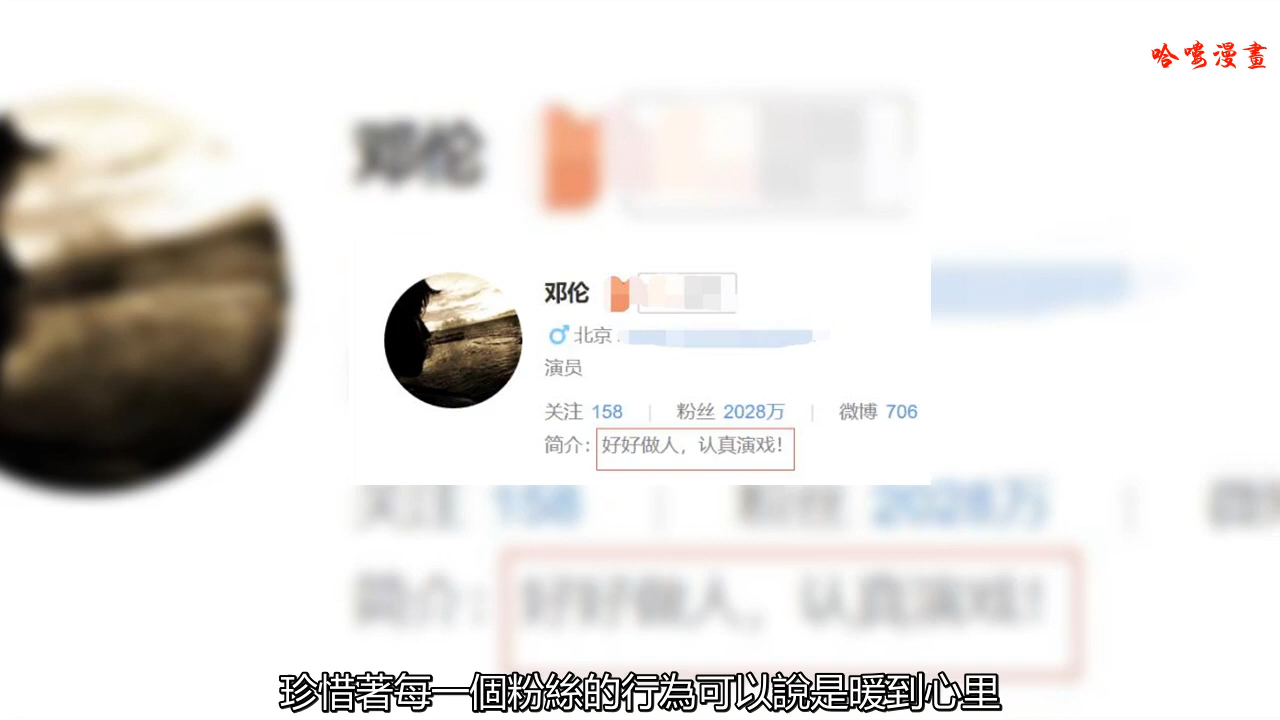 哈嘍漫畫
邓伦
邓伦
北京
演员
关注 158 | 粉丝 2028万 | 微博 706
简介：好好做人，认真演戏！
关注 158 | 粉丝 2028万 | 微博
简介：好好做人，认真演戏！
珍惜著每一個粉絲的行為可以說是暖到心里